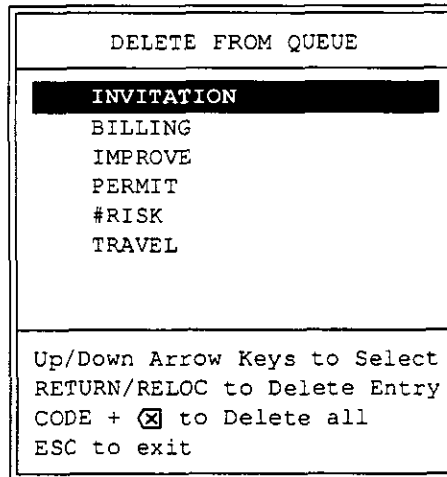 DELETE FROM QUEUE
INVITATION
BILLING
IMPROVE
PERMIT
#RISK
TRAVEL
Up/Down Arrow Keys to Select
RETURN/RELOC to Delete Entry
CODE + ⌫ to Delete all
ESC to exit